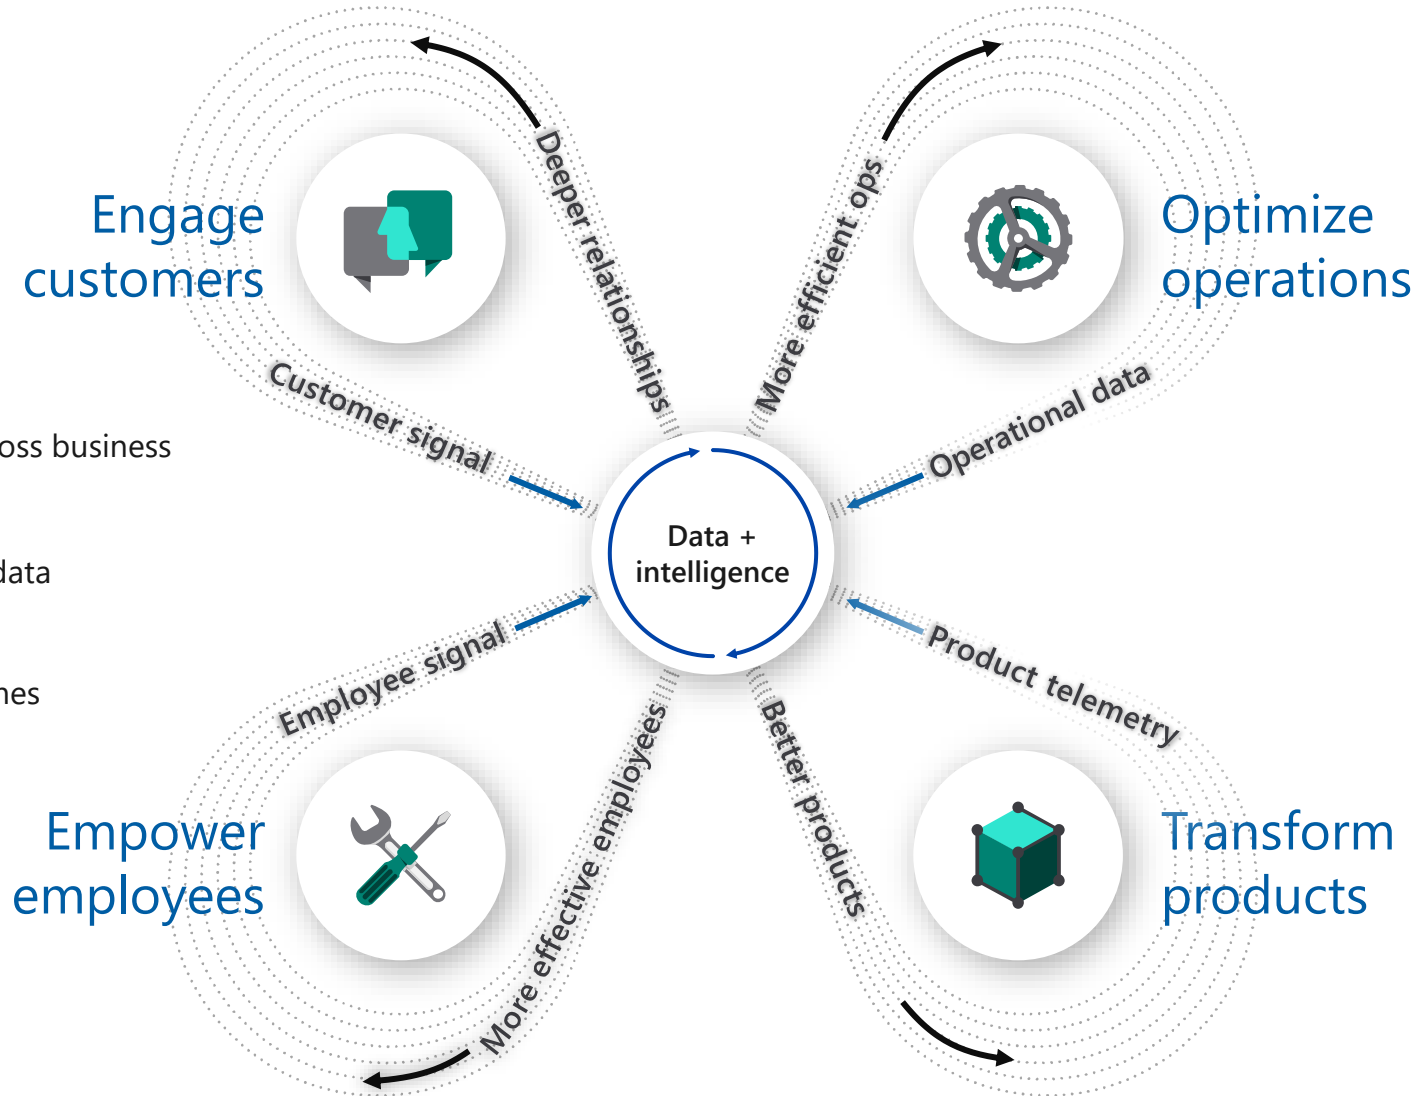 Engage
customers
Deeper relationships
Customer signal
More efficient ops
Optimize
operations
Operational data
oss business
data
nes
Data +
intelligence
Employee signal
Empower
employees
More effective employees
Product telemetry
Better products
Transform
products